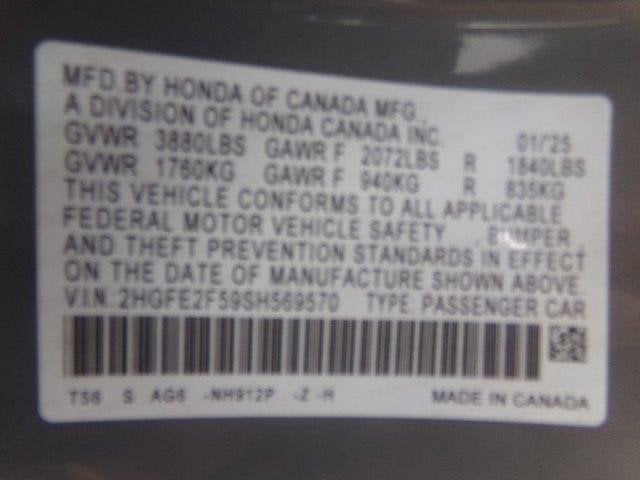 MFD. BY HONDA OF CANADA MFG.,
A DIVISION OF HONDA CANADA INC. 01/25
GVWR 3880LBS GAWR F 2072LBS R 1840LBS
GVWR 1760KG GAWR F 940KG R 835KG
THIS VEHICLE CONFORMS TO ALL APPLICABLE
FEDERAL MOTOR VEHICLE SAFETY , BUMPER,
AND THEFT PREVENTION STANDARDS IN EFFECT
ON THE DATE OF MANUFACTURE SHOWN ABOVE.
V.I.N.:2HGFE2F59SH569570 TYPE: PASSENGER CAR
T56 S AG6 -NH912P -Z -H MADE IN CANADA